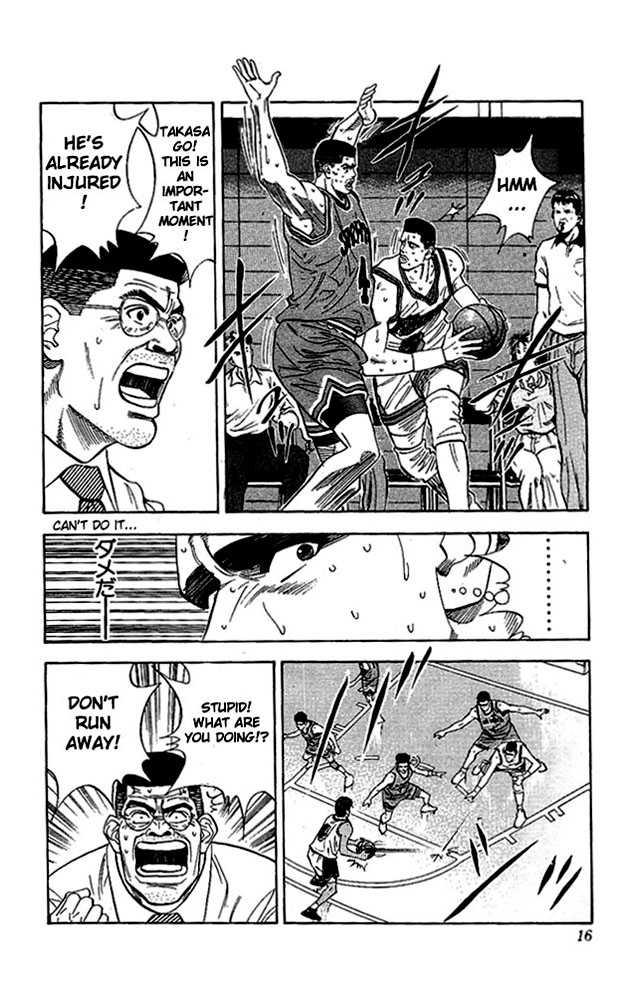 HMM
...
4
TAKASA
GO!
THIS IS
AN
IMPOR-
TANT
MOMENT
!
HE'S
ALREADY
INJURED
!
CAN'T DO IT...
ダメだ―
STUPID!
WHAT ARE
YOU DOING!?
DON'T
RUN
AWAY!
16